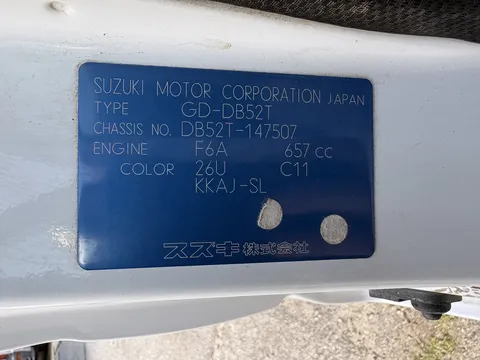 SUZUKI MOTOR CORPORATION JAPAN
TYPE GD-DB52T
CHASSIS NO. DB52T-147507
ENGINE F6A 657 CC
COLOR 26U C11
KKAJ-SL
スズキ株式会社